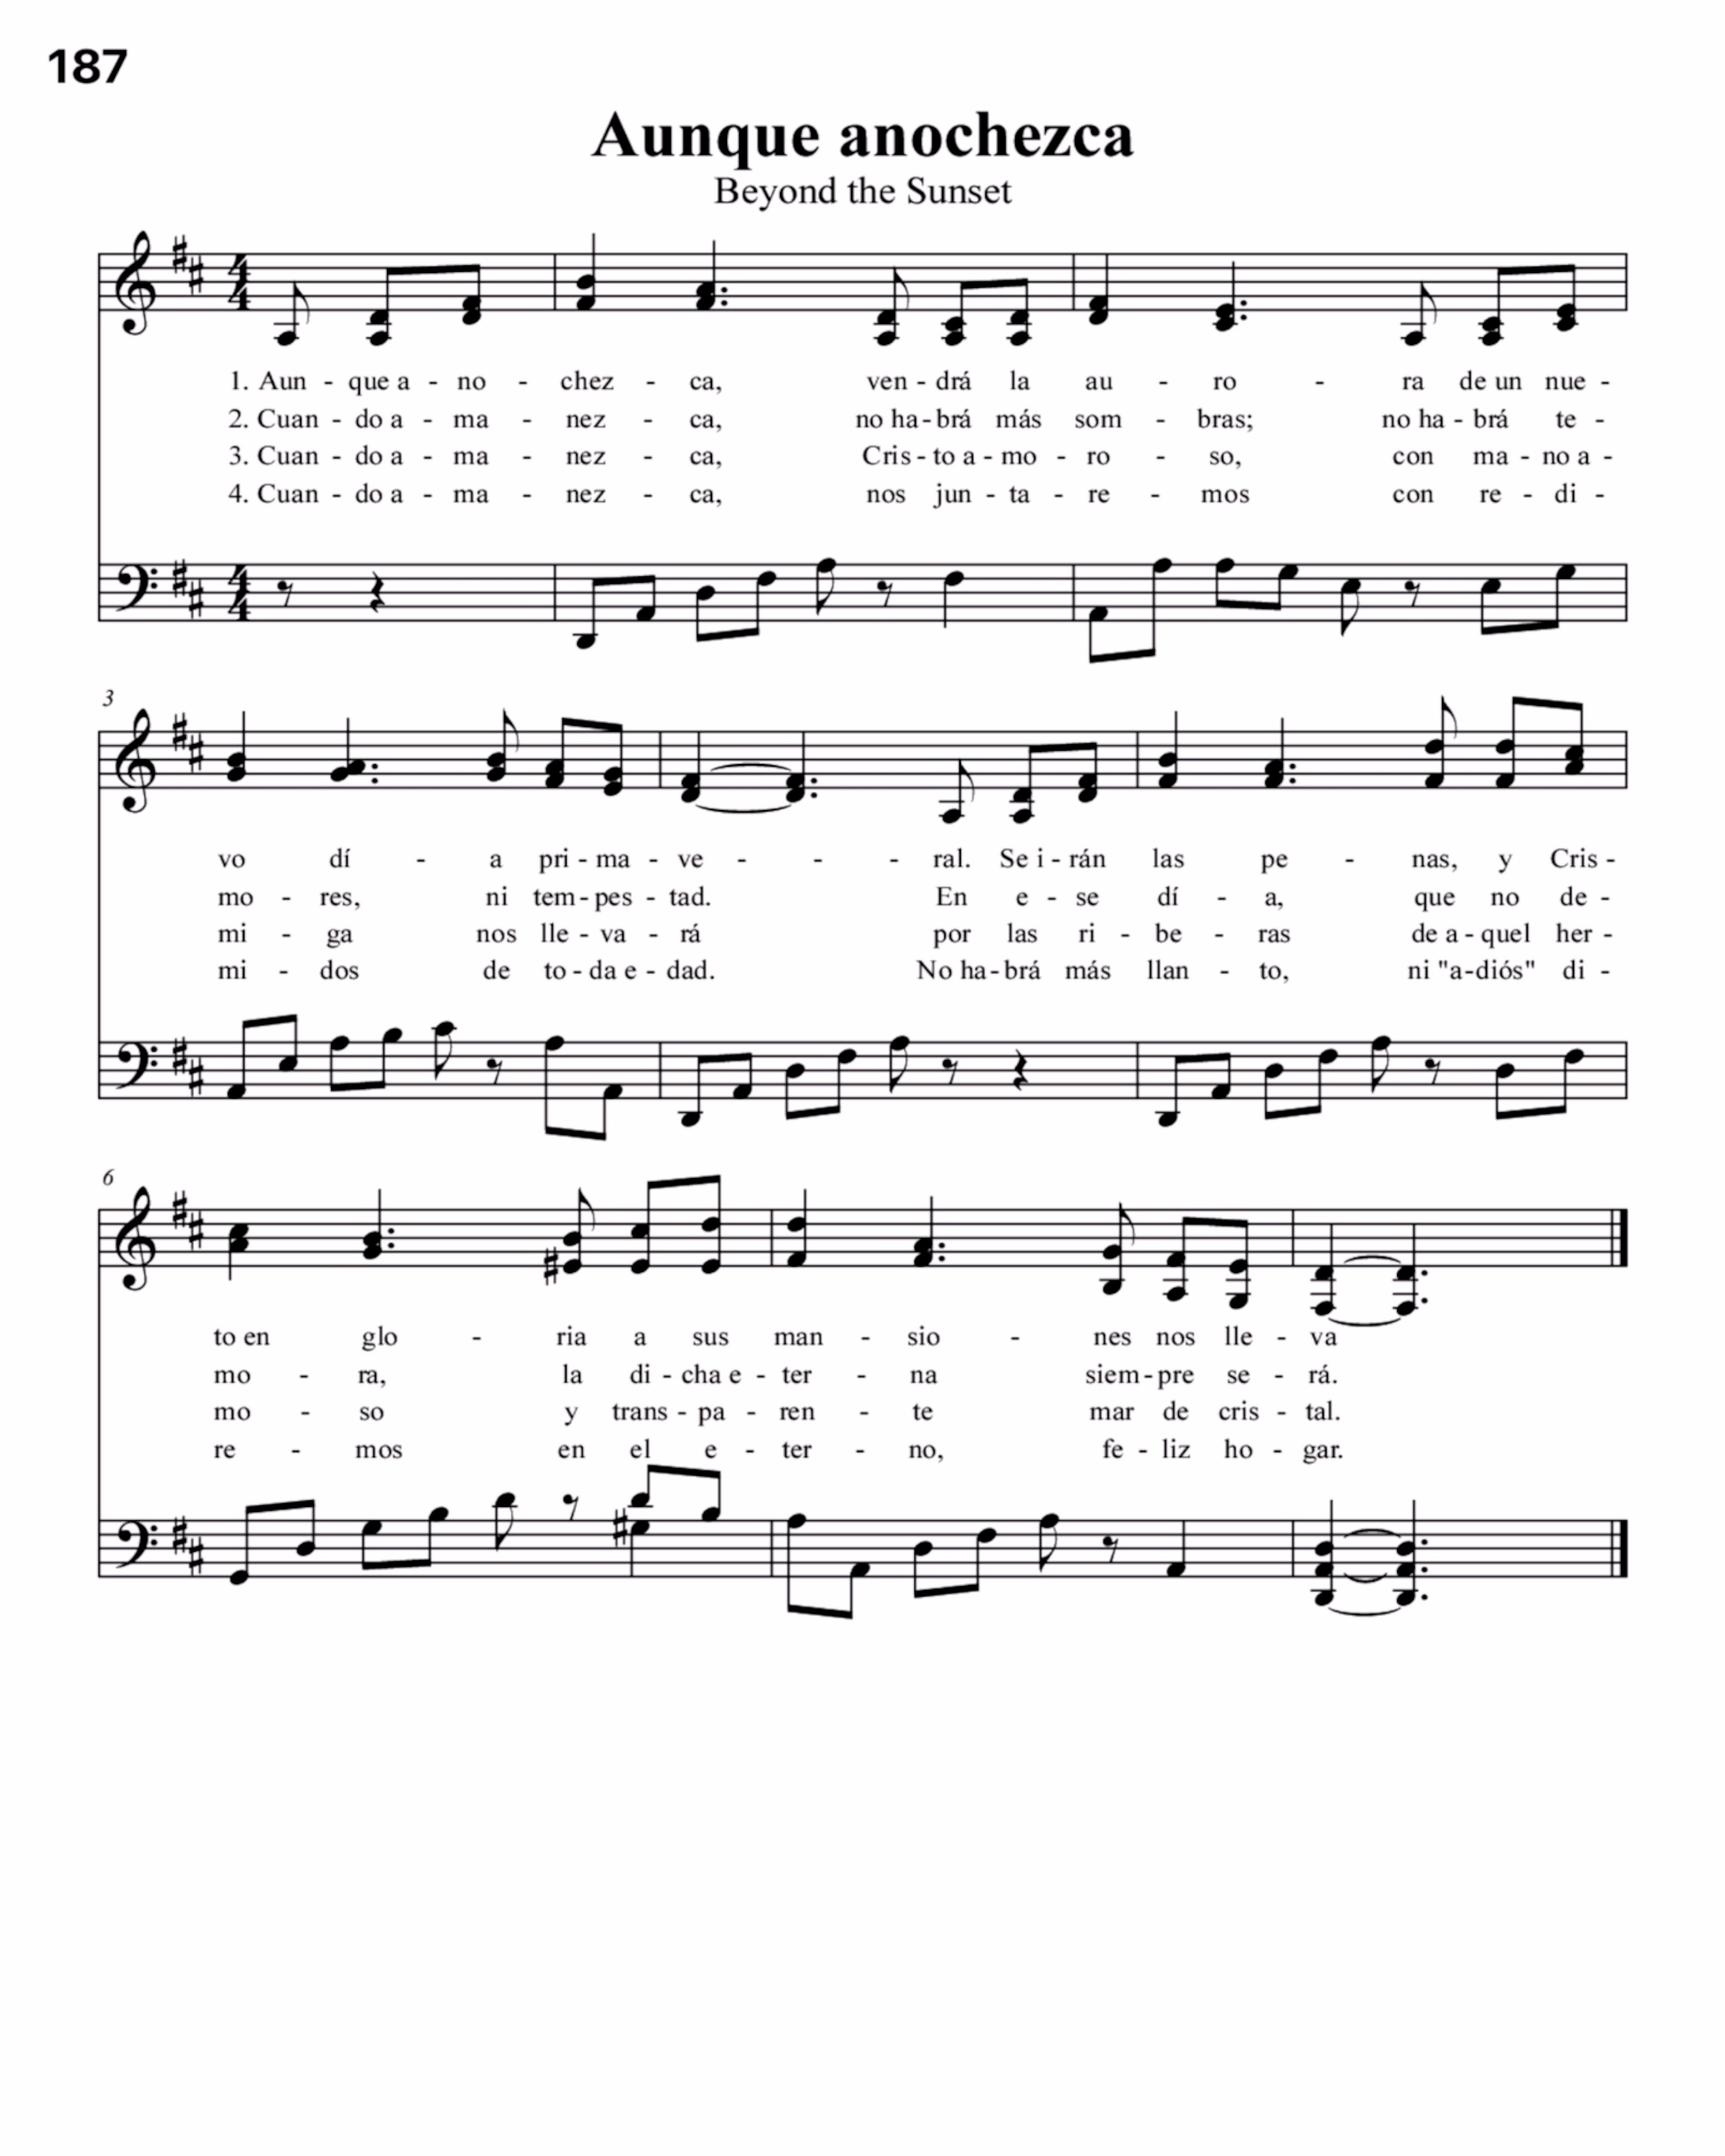 187
Aunque anochezca
Beyond the Sunset
1. Aun - que a - no - chez - ca, ven - drá la au - ro - ra de un nue -
2. Cuan - do a - ma - nez - ca, no ha - brá más som - bras; no ha - brá te -
3. Cuan - do a - ma - nez - ca, Cris - to a - mo - ro - so, con ma - no a -
4. Cuan - do a - ma - nez - ca, nos jun - ta - re - mos con re - di -
3
vo dí - a pri - ma - ve - - - ral. Se i - rán las pe - nas, y Cris -
mo - res, ni tem - pes - tad. En e - se dí - a, que no de -
mi - ga nos lle - va - rá por las ri - be - ras de a - quel her -
mi - dos de to - da e - dad. No ha - brá más llan - to, ni "a - diós" di -
6
to en glo - ria a sus man - sio - nes nos lle - va
mo - ra, la di - cha e - ter - na siem - pre se - rá.
mo - so y trans - pa - ren - te mar de cris - tal.
re - mos en el e - ter - no, fe - liz ho - gar.